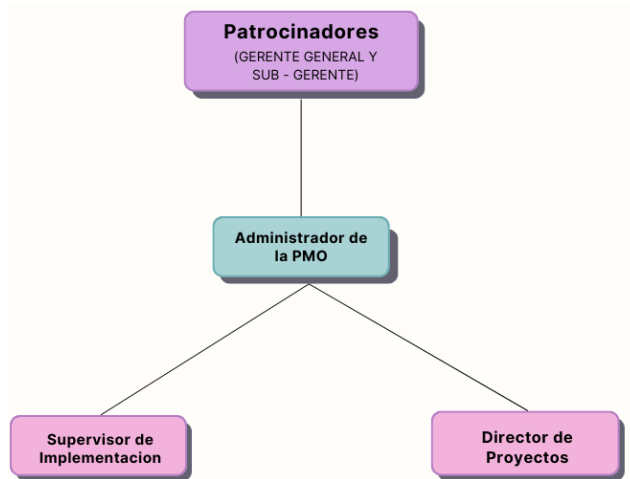 Patrocinadores
(GERENTE GENERAL Y
SUB - GERENTE)
Administrador de
la PMO
Supervisor de
Implementacion
Director de
Proyectos